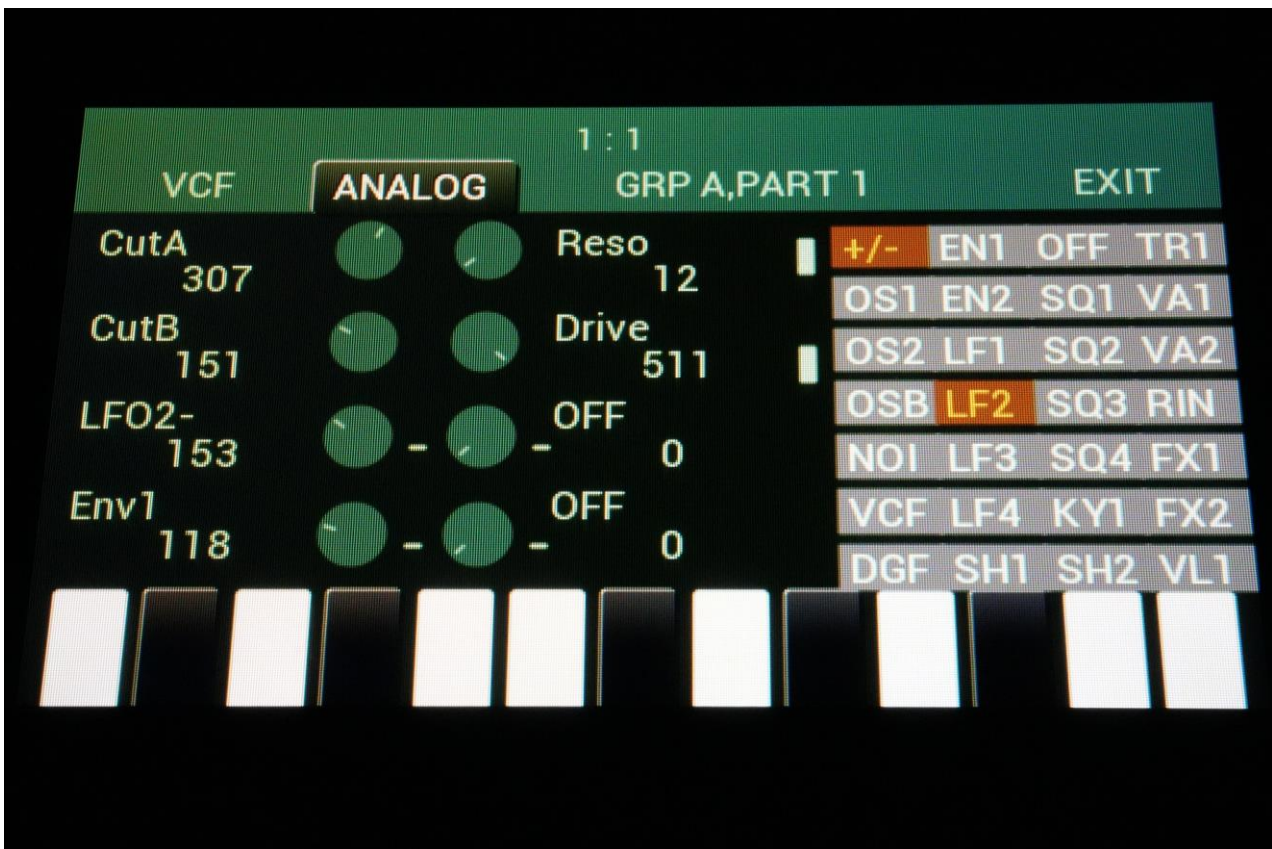 1 : 1
VCF ANALOG GRP A,PART 1 EXIT
CutA Reso
307 12
CutB Drive
151 511
LFO2- OFF
153 - - 0
Env1 OFF
118 - - 0
+/- EN1 OFF TR1
OS1 EN2 SQ1 VA1
OS2 LF1 SQ2 VA2
OSB LF2 SQ3 RIN
NOI LF3 SQ4 FX1
VCF LF4 KY1 FX2
DGF SH1 SH2 VL1